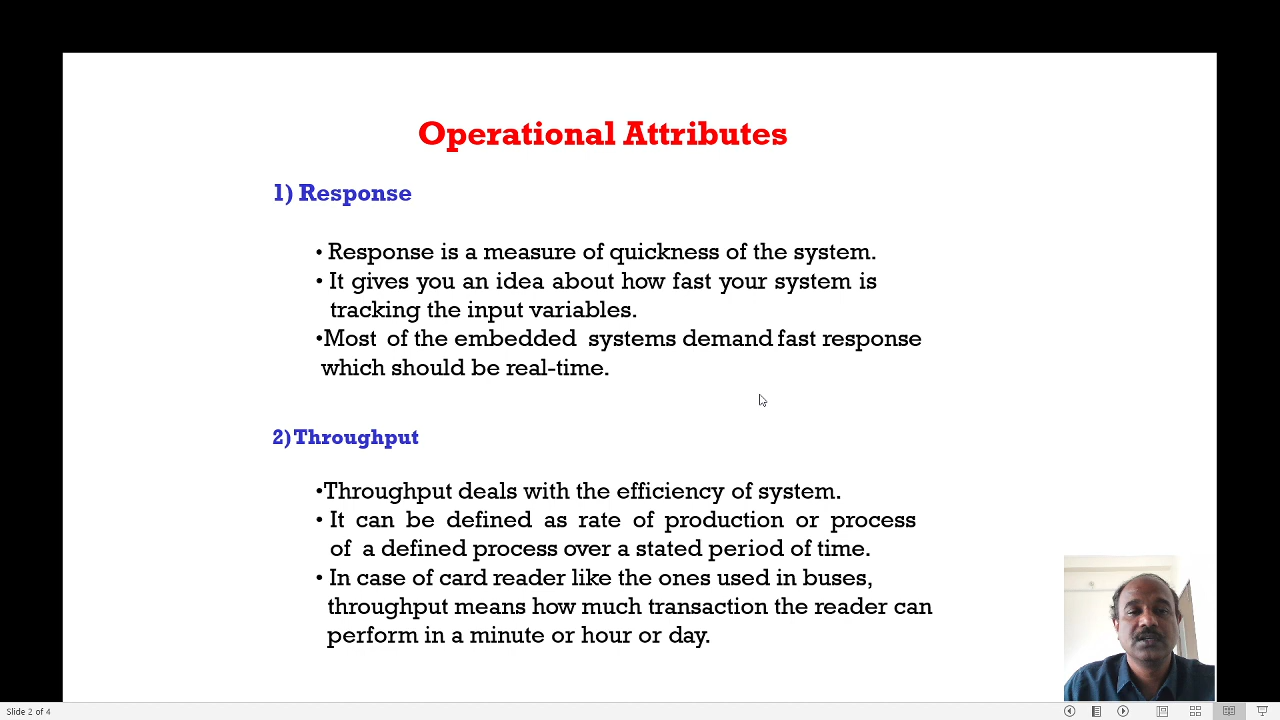 Operational Attributes
1) Response
• Response is a measure of quickness of the system.
• It gives you an idea about how fast your system is
tracking the input variables.
•Most of the embedded systems demand fast response
which should be real-time.
2)Throughput
•Throughput deals with the efficiency of system.
• It can be defined as rate of production or process
of a defined process over a stated period of time.
• In case of card reader like the ones used in buses,
throughput means how much transaction the reader can
perform in a minute or hour or day.
Slide 2 of 4